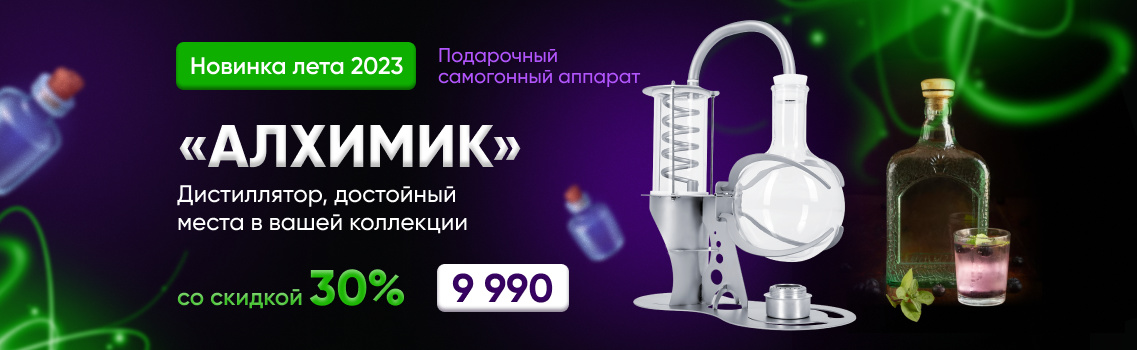 Новинка лета 2023
Подарочный
самогонный аппарат
«АЛХИМИК»
Дистиллятор, достойный
места в вашей коллекции
со скидкой 30%
9 990